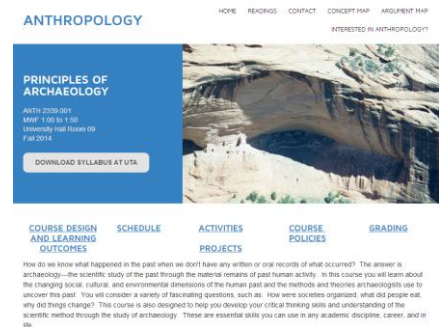 ANTHROPOLOGY
HOME READINGS CONTACT CONCEPT MAP ARGUMENT MAP
INTERESTED IN ANTHROPOLOGY?
PRINCIPLES OF
ARCHAEOLOGY
ANTH 2339-001
MWF 1:00 to 1:50
University Hall Room 09
Fall 2014
DOWNLOAD SYLLABUS AT UTA
COURSE DESIGN
AND LEARNING
OUTCOMES
SCHEDULE
ACTIVITIES
PROJECTS
COURSE
POLICIES
GRADING
How do we know what happened in the past when we don't have any written or oral records of what occurred? The answer is
archaeology—the scientific study of the past through the material remains of past human activity. In this course you will learn about
the changing social, cultural, and environmental dimensions of the human past and the methods and theories archaeologists use to
uncover this past. You will consider a variety of fascinating questions, such as: How were societies organized, what did people eat,
why did things change? This course is also designed to help you develop your critical thinking skills and understanding of the
scientific method through the study of archaeology. These are essential skills you can use in any academic discipline, career, and in
life.